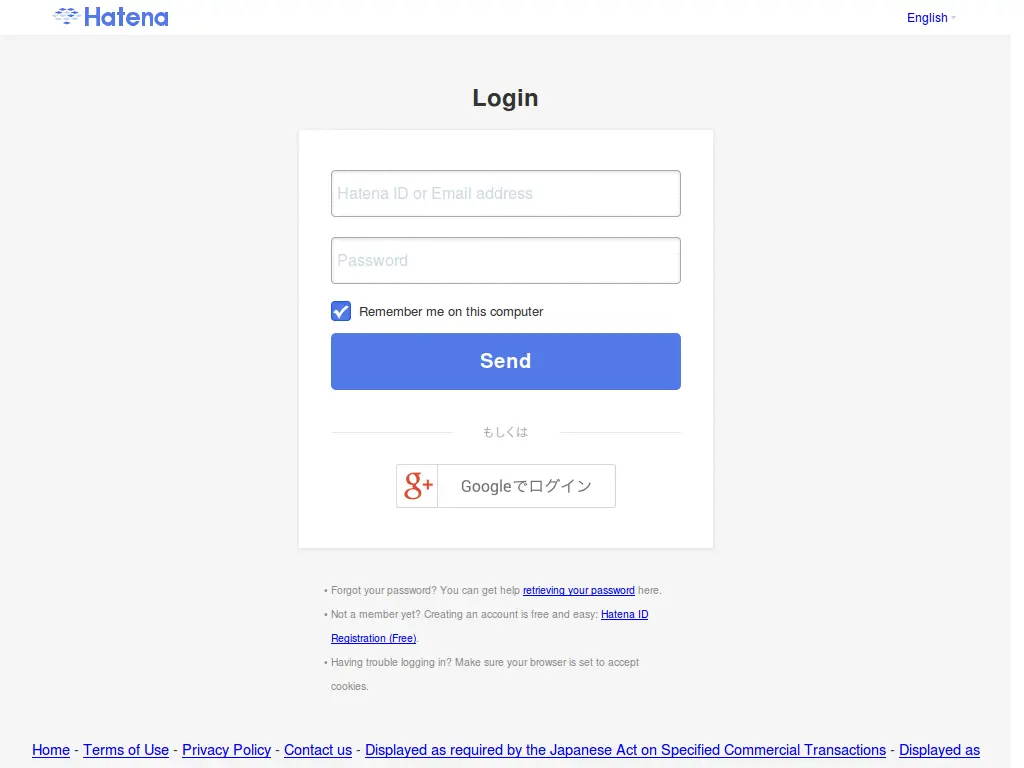 Hatena
English
Login
Hatena ID or Email address
Password
Remember me on this computer
Send
もしくは
g+ Googleでログイン
• Forgot your password? You can get help retrieving your password here.
• Not a member yet? Creating an account is free and easy: Hatena ID
Registration (Free).
• Having trouble logging in? Make sure your browser is set to accept
cookies.
Home - Terms of Use - Privacy Policy - Contact us - Displayed as required by the Japanese Act on Specified Commercial Transactions - Displayed as